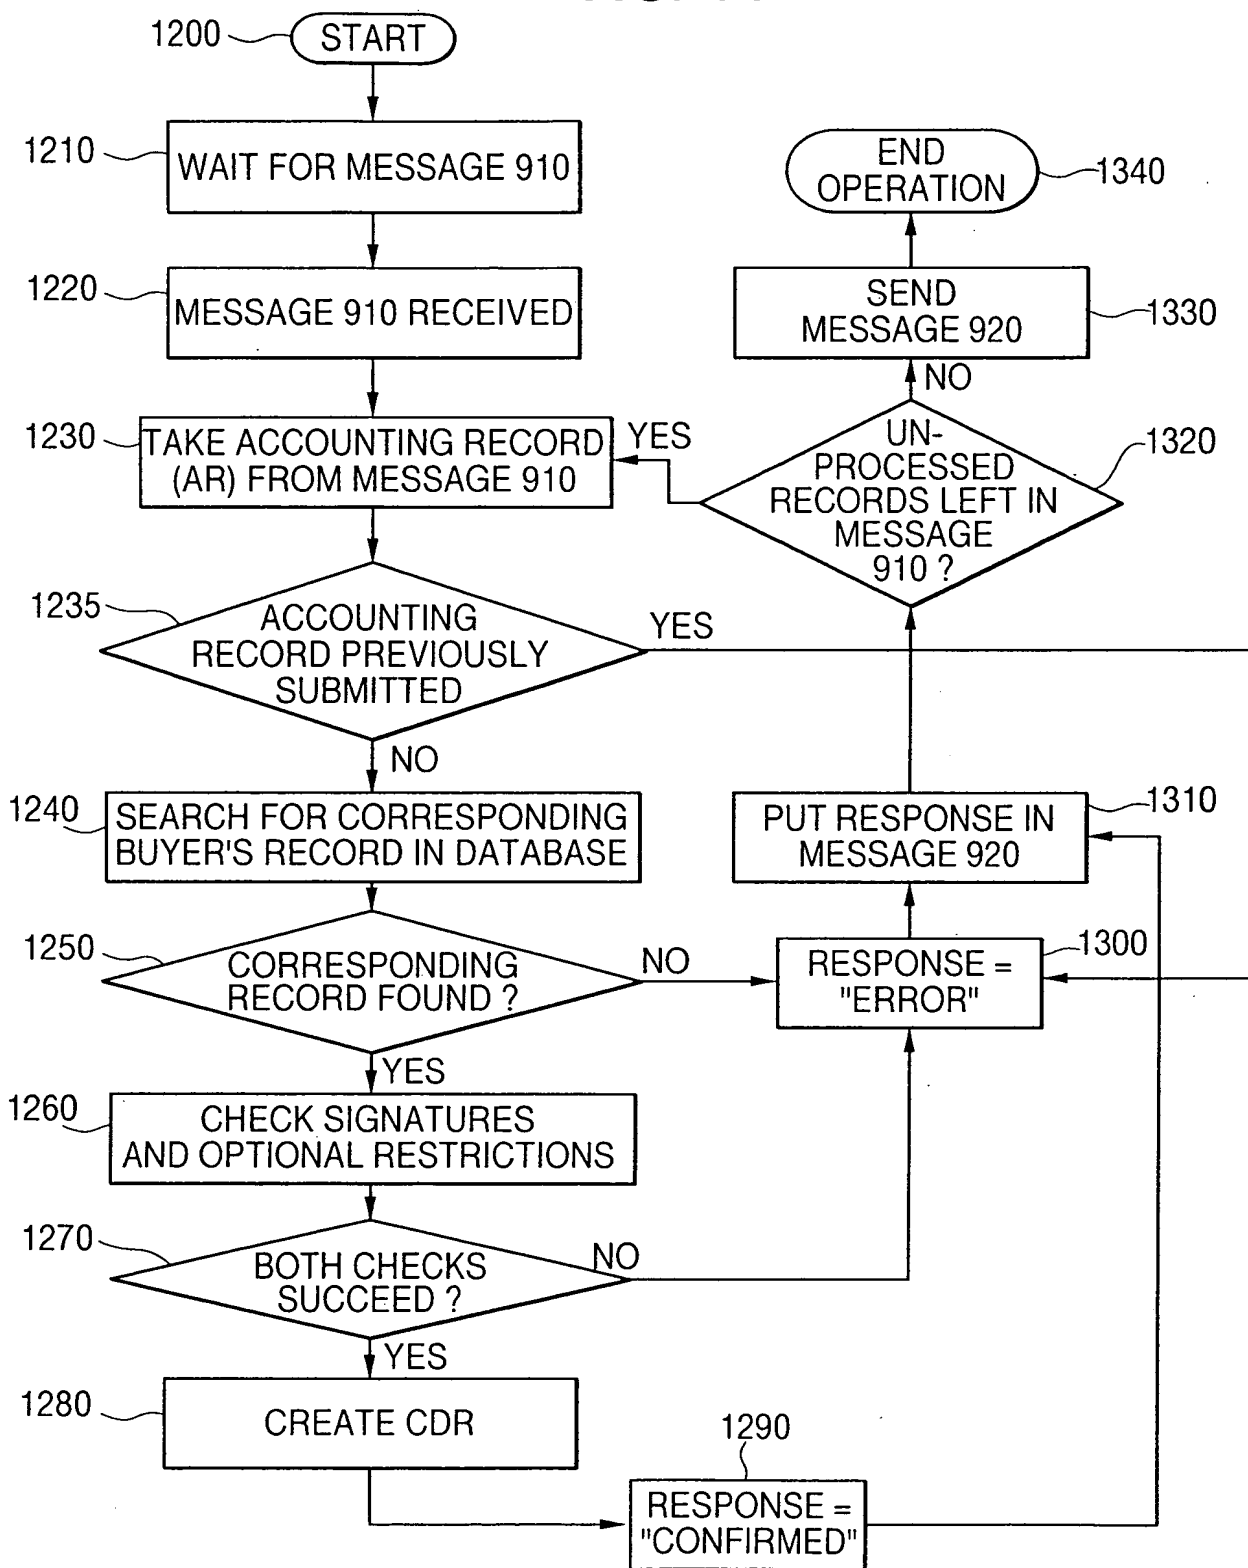 1200
START
1210
WAIT FOR MESSAGE 910
1220
MESSAGE 910 RECEIVED
1230
TAKE ACCOUNTING RECORD
(AR) FROM MESSAGE 910
1235
ACCOUNTING
RECORD PREVIOUSLY
SUBMITTED
YES
NO
1240
SEARCH FOR CORRESPONDING
BUYER'S RECORD IN DATABASE
1250
CORRESPONDING
RECORD FOUND ?
NO
YES
1260
CHECK SIGNATURES
AND OPTIONAL RESTRICTIONS
1270
BOTH CHECKS
SUCCEED ?
NO
YES
1280
CREATE CDR
1290
RESPONSE =
"CONFIRMED"
1300
RESPONSE =
"ERROR"
1310
PUT RESPONSE IN
MESSAGE 920
1320
UN-
PROCESSED
RECORDS LEFT IN
MESSAGE
910 ?
YES
NO
1330
SEND
MESSAGE 920
1340
END
OPERATION